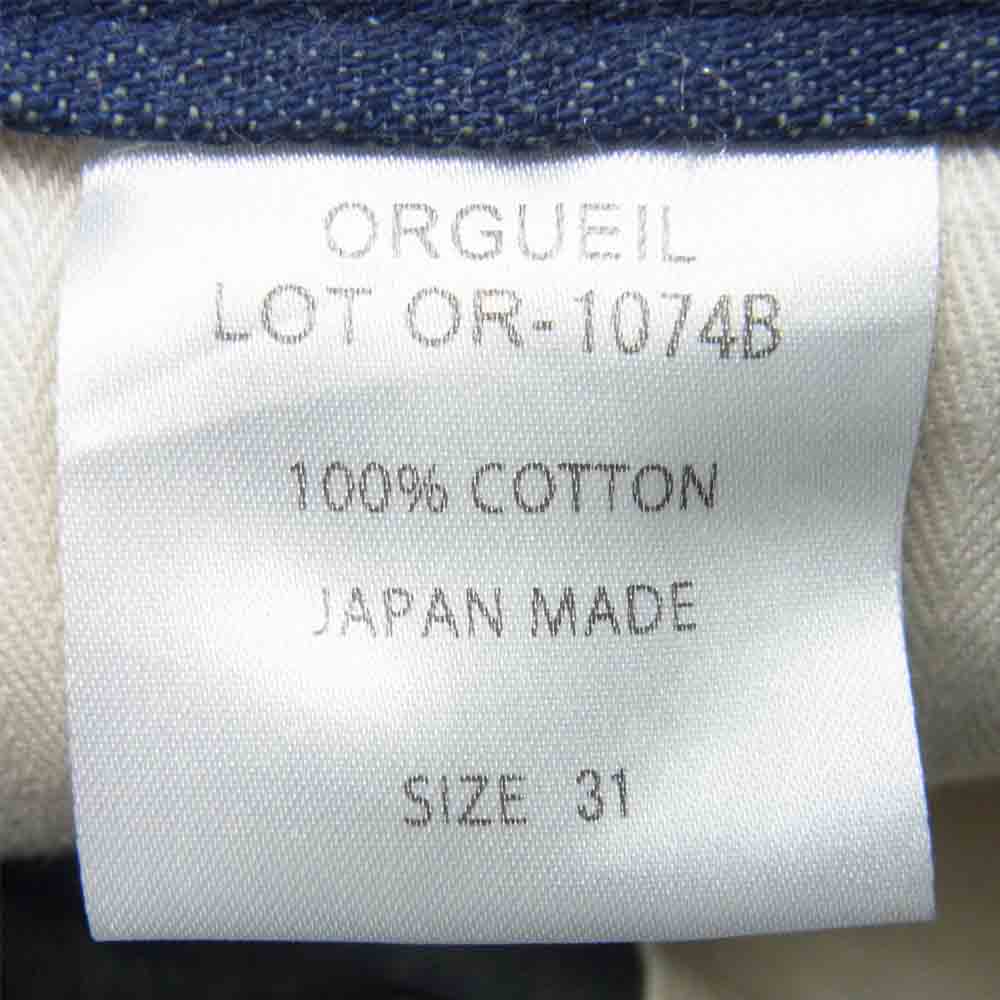 ORGUEIL
LOT OR-1074B
100% COTTON
JAPAN MADE
SIZE 31